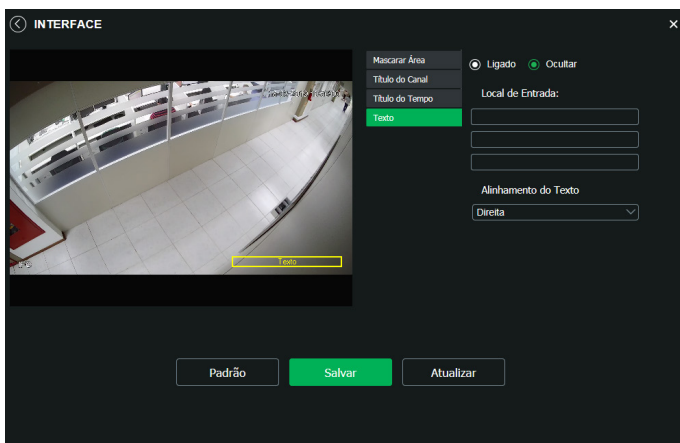 INTERFACE
Mascarar Área
Título do Canal
Título do Tempo
Texto
Ligado Ocultar
Local de Entrada:
Alinhamento do Texto
Direita
Texto
Padrão Salvar Atualizar